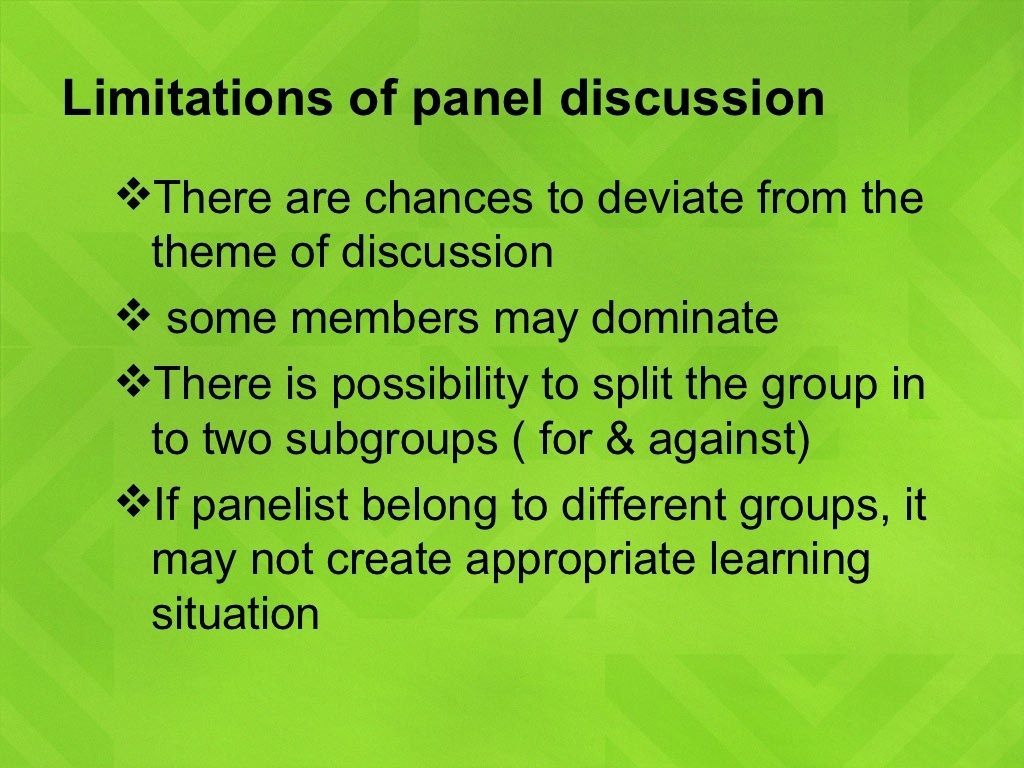 Limitations of panel discussion
❖There are chances to deviate from the
theme of discussion
❖ some members may dominate
❖There is possibility to split the group in
to two subgroups ( for & against)
❖If panelist belong to different groups, it
may not create appropriate learning
situation